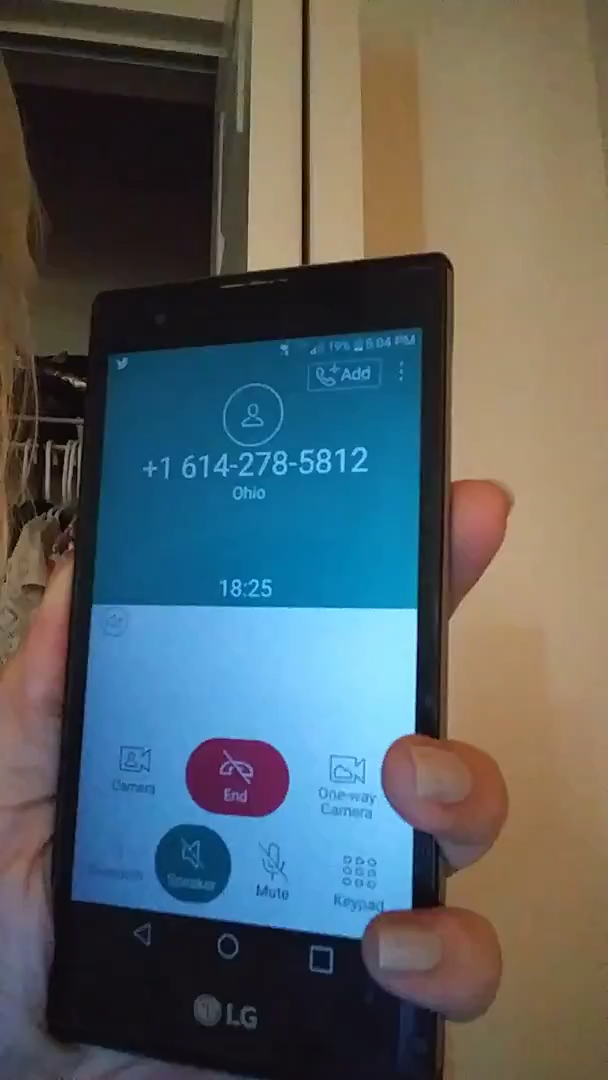 19% 5:04 PM
Add
+1 614-278-5812
Ohio
18:25
Camera
End
One-way
Camera
Speaker
Mute
Keypad
LG